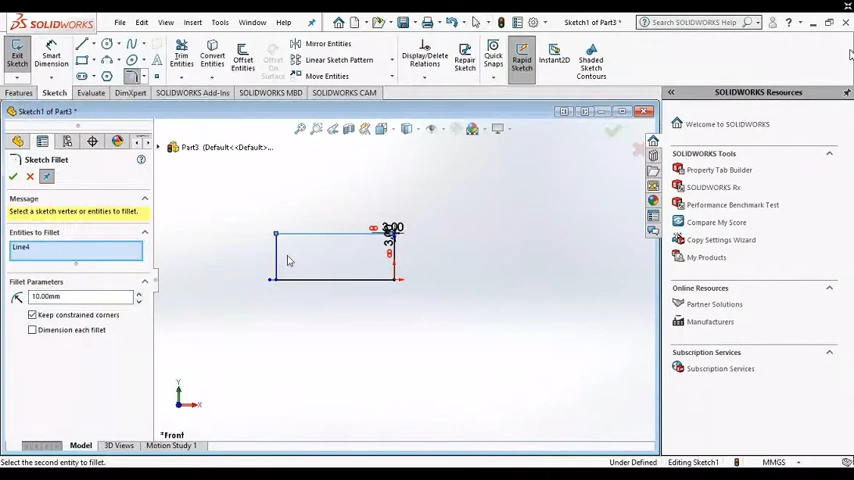 SOLIDWORKS File Edit View Insert Tools Window Help Sketch1 of Part3 * Search SOLIDWORKS Help
Exit Sketch Smart Dimension Trim Entities Convert Entities Offset Entities Offset On Surface Mirror Entities Linear Sketch Pattern Move Entities Display/Delete Relations Repair Sketch Quick Snaps Rapid Sketch Instant2D Shaded Sketch Contours
Features Sketch Evaluate DimXpert SOLIDWORKS Add-Ins SOLIDWORKS MBD SOLIDWORKS CAM
SOLIDWORKS Resources
Sketch1 of Part3 *
Welcome to SOLIDWORKS
Part3 (Default<<Default>...
Sketch Fillet
SOLIDWORKS Tools
Property Tab Builder
SOLIDWORKS Rx
Performance Benchmark Test
Compare My Score
Copy Settings Wizard
My Products
Message
Select a sketch vertex or entities to fillet.
Entities to Fillet
Line4
Fillet Parameters
10.00mm
Keep constrained corners
Dimension each fillet
Online Resources
Partner Solutions
Manufacturers
Subscription Services
Subscription Services
Y
X
*Front
Model 3D Views Motion Study 1
Select the second entity to fillet. Under Defined Editing Sketch1 MMGS